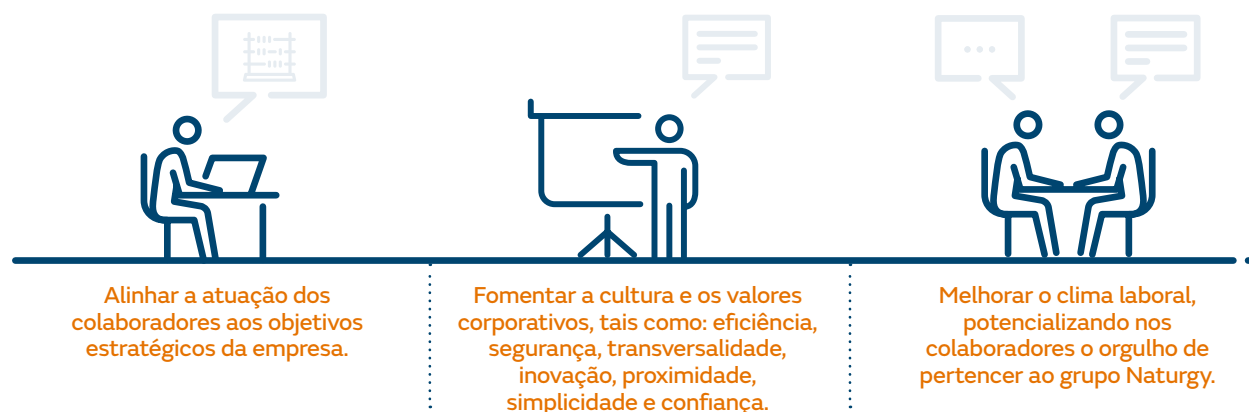 Alinhar a atuação dos
colaboradores aos objetivos
estratégicos da empresa.
Fomentar a cultura e os valores
corporativos, tais como: eficiência,
segurança, transversalidade,
inovação, proximidade,
simplicidade e confiança.
Melhorar o clima laboral,
potencializando nos
colaboradores o orgulho de
pertencer ao grupo Naturgy.